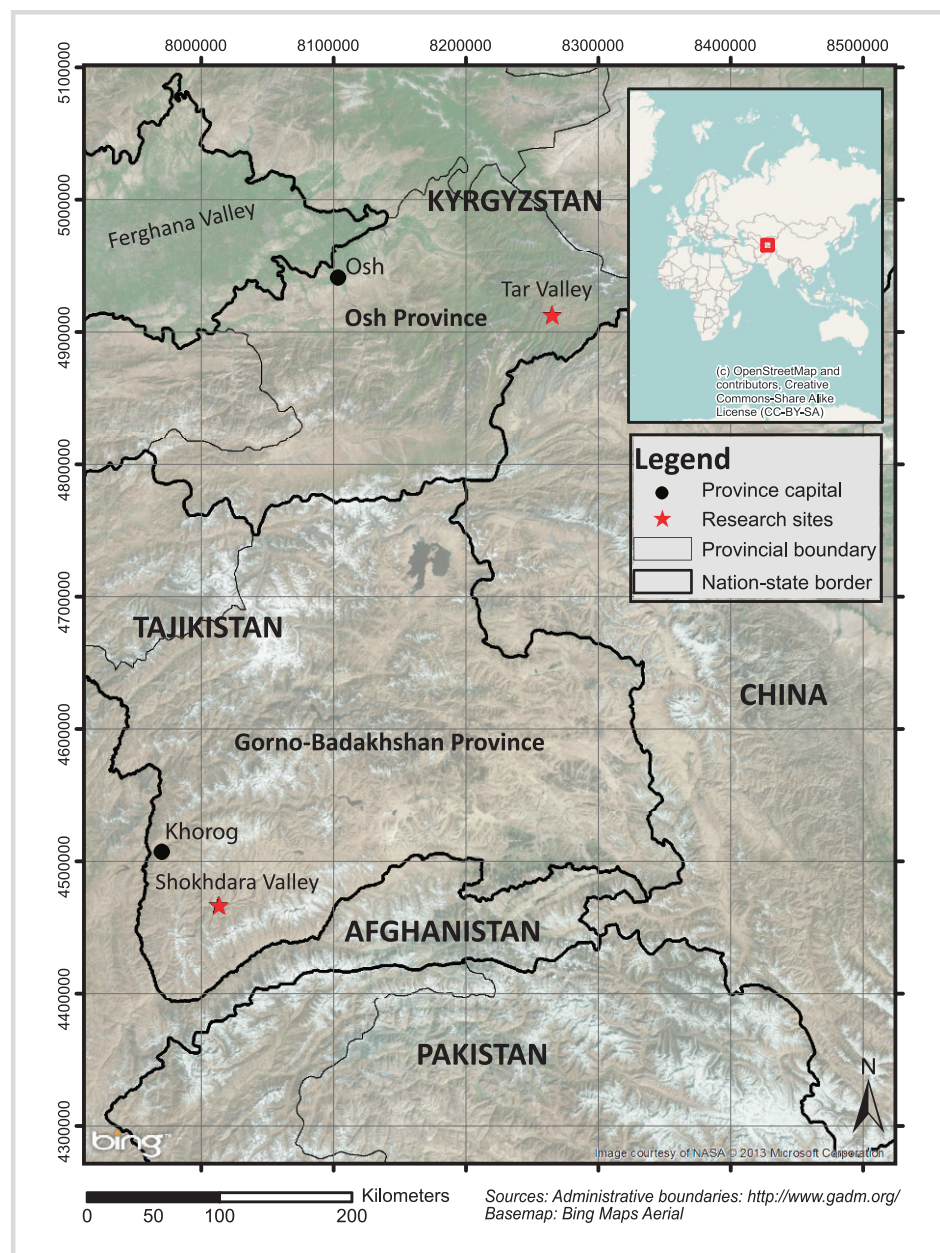 8000000 8100000 8200000 8300000 8400000 8500000
5100000
5000000
4900000
4800000
4700000
4600000
4500000
4400000
4300000
KYRGYZSTAN
Ferghana Valley
Osh
Tar Valley
Osh Province
(c) OpenStreetMap and
contributors, Creative
Commons-Share Alike
License (CC-BY-SA)
Legend
Province capital
Research sites
Provincial boundary
Nation-state border
TAJIKISTAN
CHINA
Gorno-Badakhshan Province
Khorog
Shokhdara Valley
AFGHANISTAN
PAKISTAN
N
bing™
Image courtesy of NASA © 2013 Microsoft Corporation
Kilometers
0 50 100 200
Sources: Administrative boundaries: http://www.gadm.org/
Basemap: Bing Maps Aerial